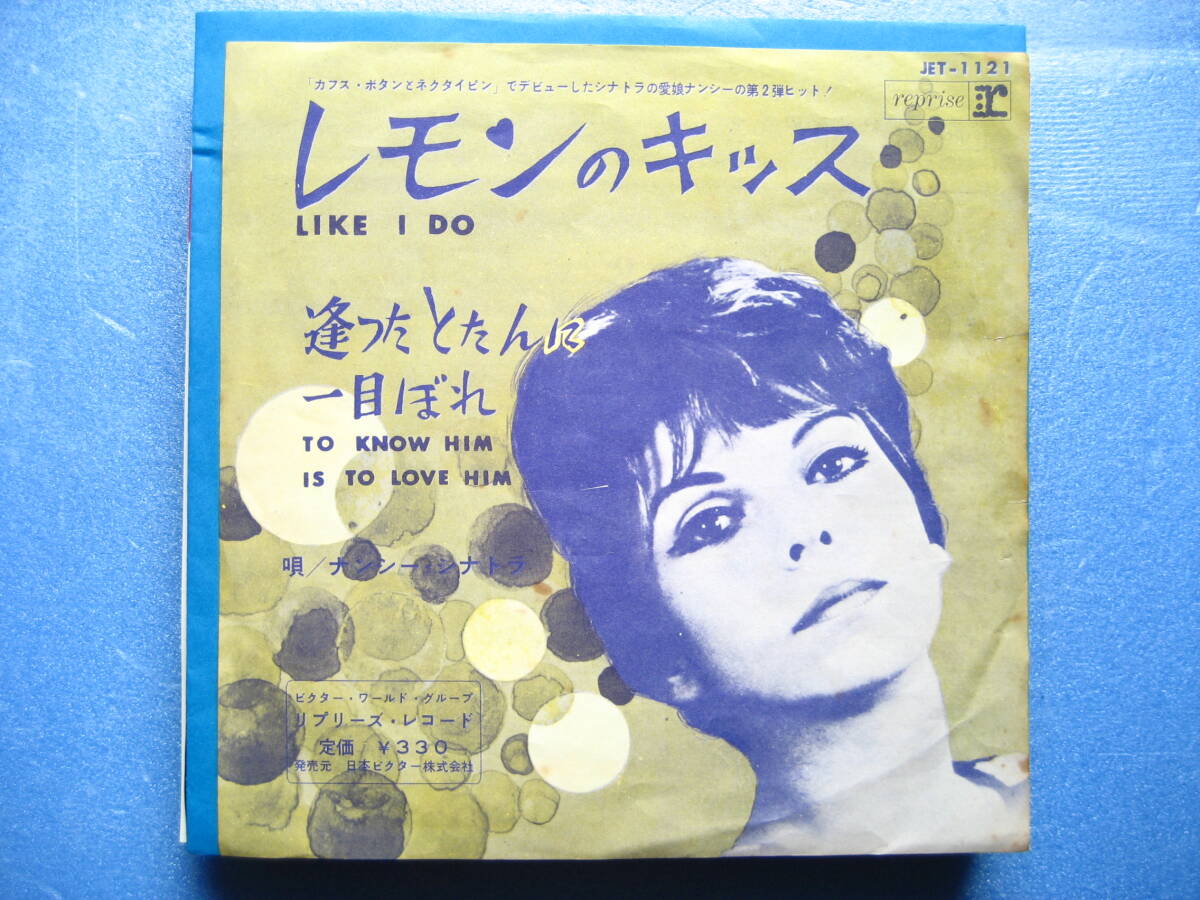 JET-1121
「カフス・ボタンとネクタイピン」でデビューしたシナトラの愛娘ナンシーの第2弾ヒット!
reprise r
レモンのキッス
LIKE I DO
逢ったとたんに
一目ぼれ
TO KNOW HIM
IS TO LOVE HIM
唄/ナンシー・シナトラ
ビクター・ワールド・グループ
リプリーズ・レコード
定価 ¥330
発売元 日本ビクター株式会社